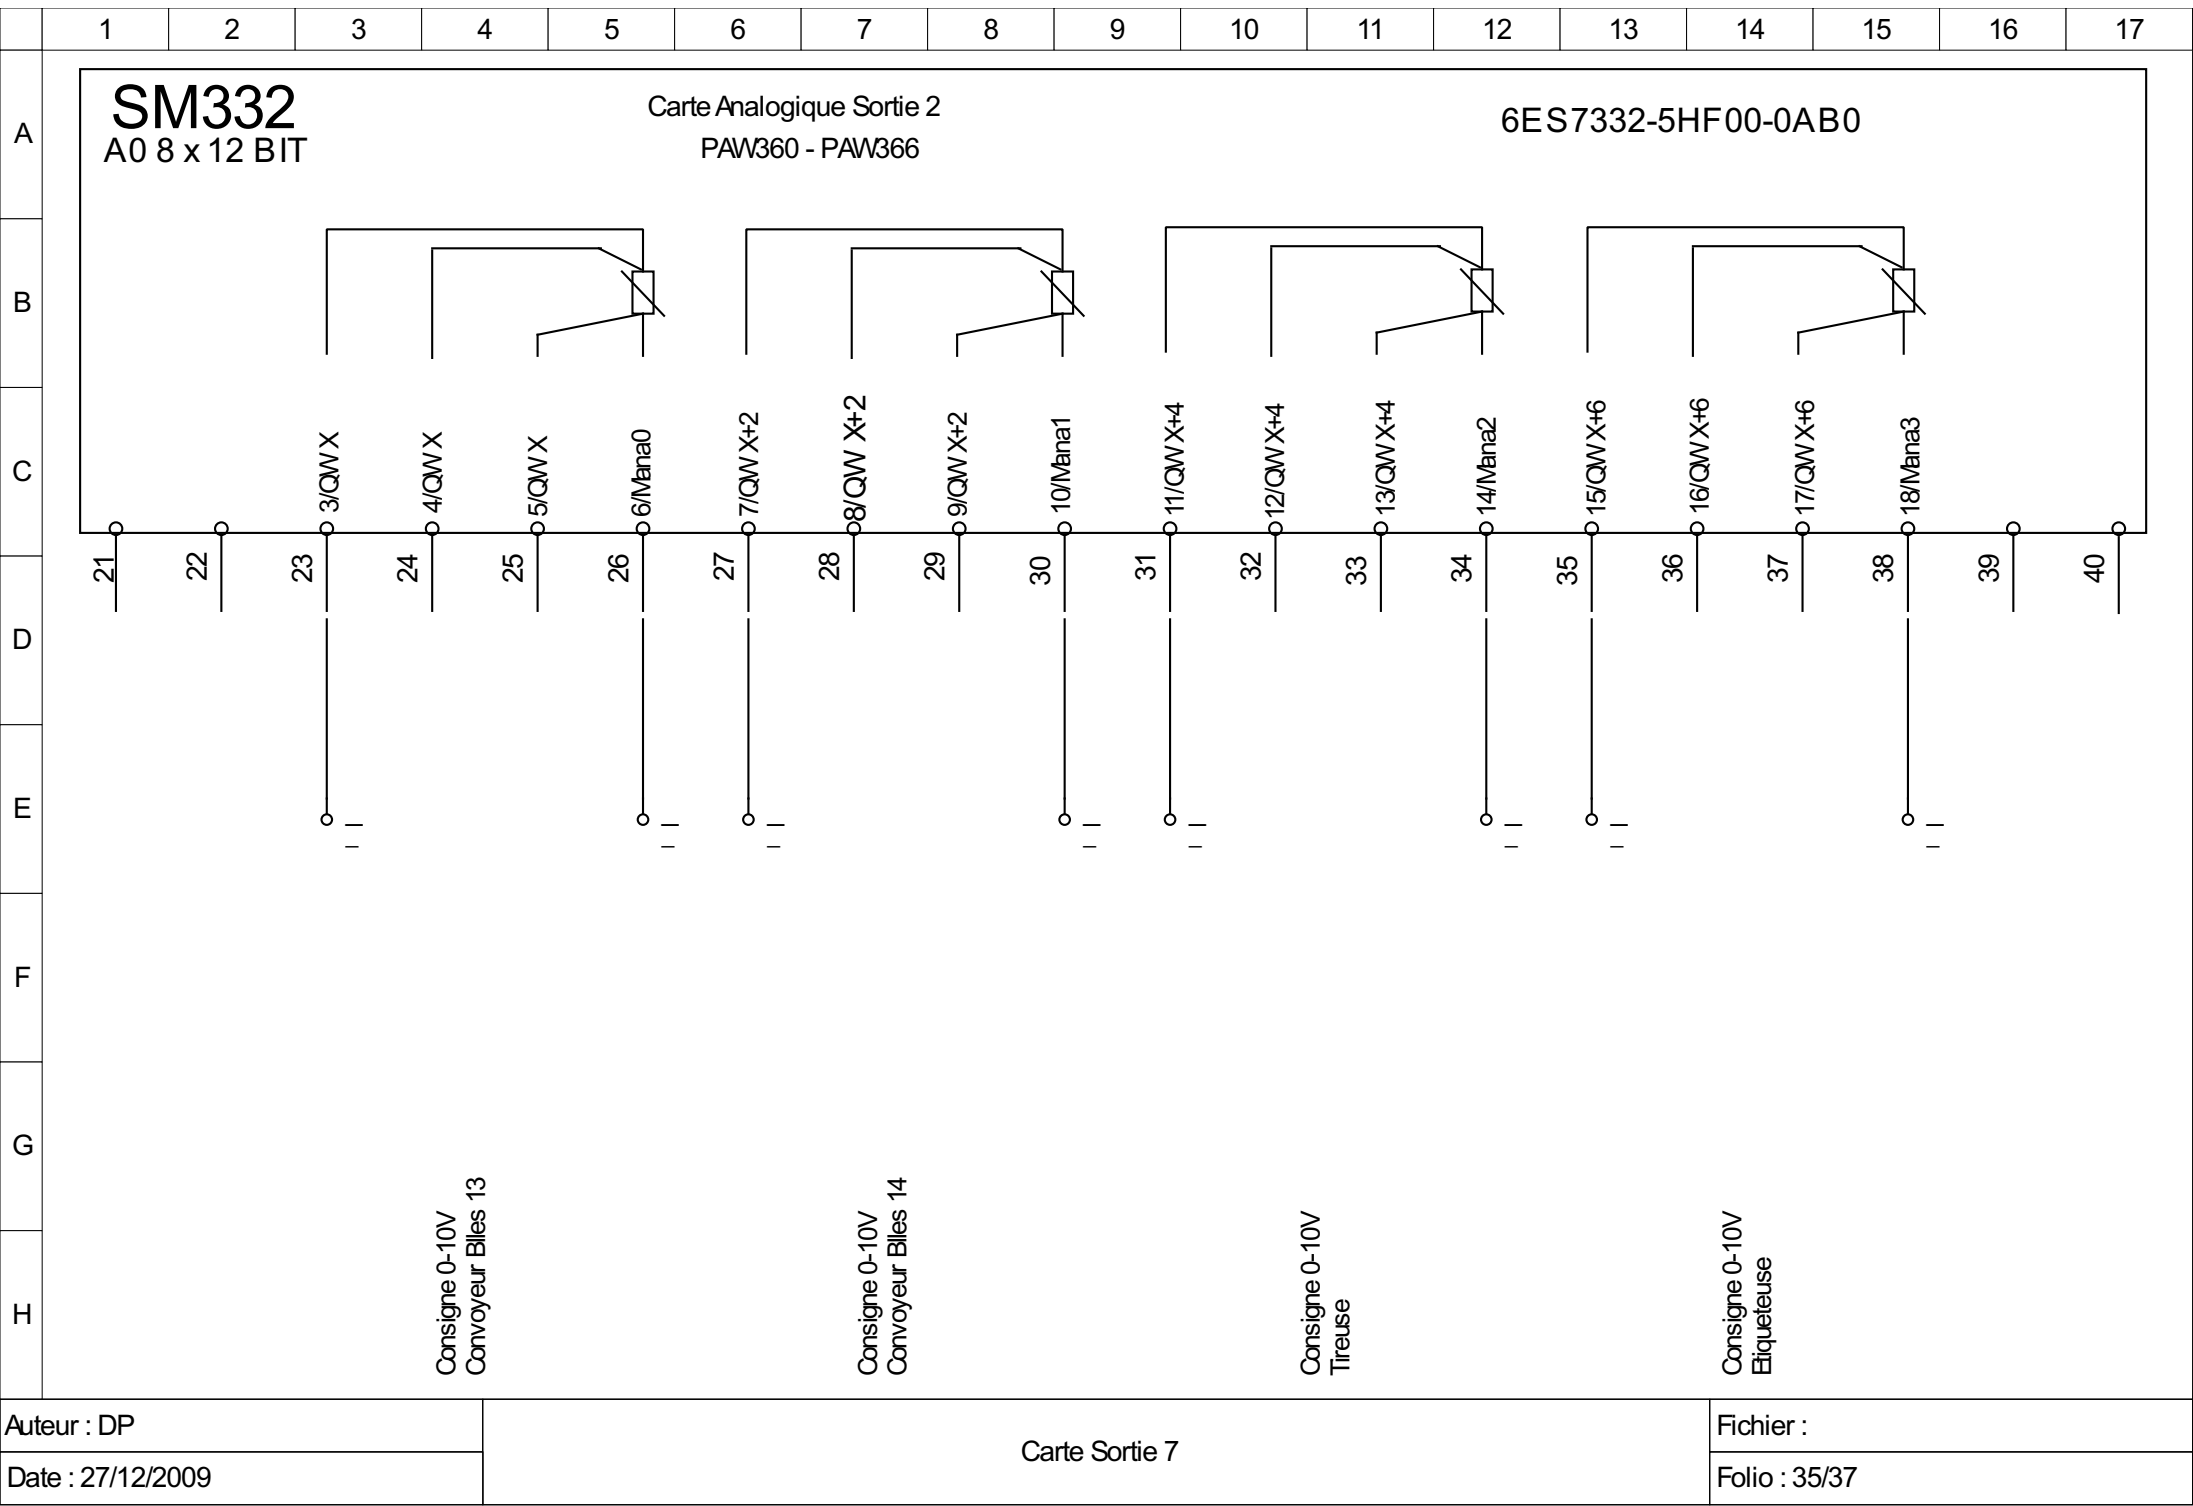 1 2 3 4 5 6 7 8 9 10 11 12 13 14 15 16 17
A
B
C
D
E
F
G
H
SM332
A0 8 x 12 BIT
Carte Analogique Sortie 2
PAW360 - PAW366
6ES7332-5HF00-0AB0
3/QW X
4/QW X
5/QW X
6/Mana0
7/QW X+2
8/QW X+2
9/QW X+2
10/Mana1
11/QW X+4
12/QW X+4
13/QW X+4
14/Mana2
15/QW X+6
16/QW X+6
17/QW X+6
18/Mana3
21 22 23 24 25 26 27 28 29 30 31 32 33 34 35 36 37 38 39 40
Consigne 0-10V
Convoyeur Blles 13
Consigne 0-10V
Convoyeur Blles 14
Consigne 0-10V
Tireuse
Consigne 0-10V
Etiqueteuse
Auteur : DP
Date : 27/12/2009
Carte Sortie 7
Fichier :
Folio : 35/37